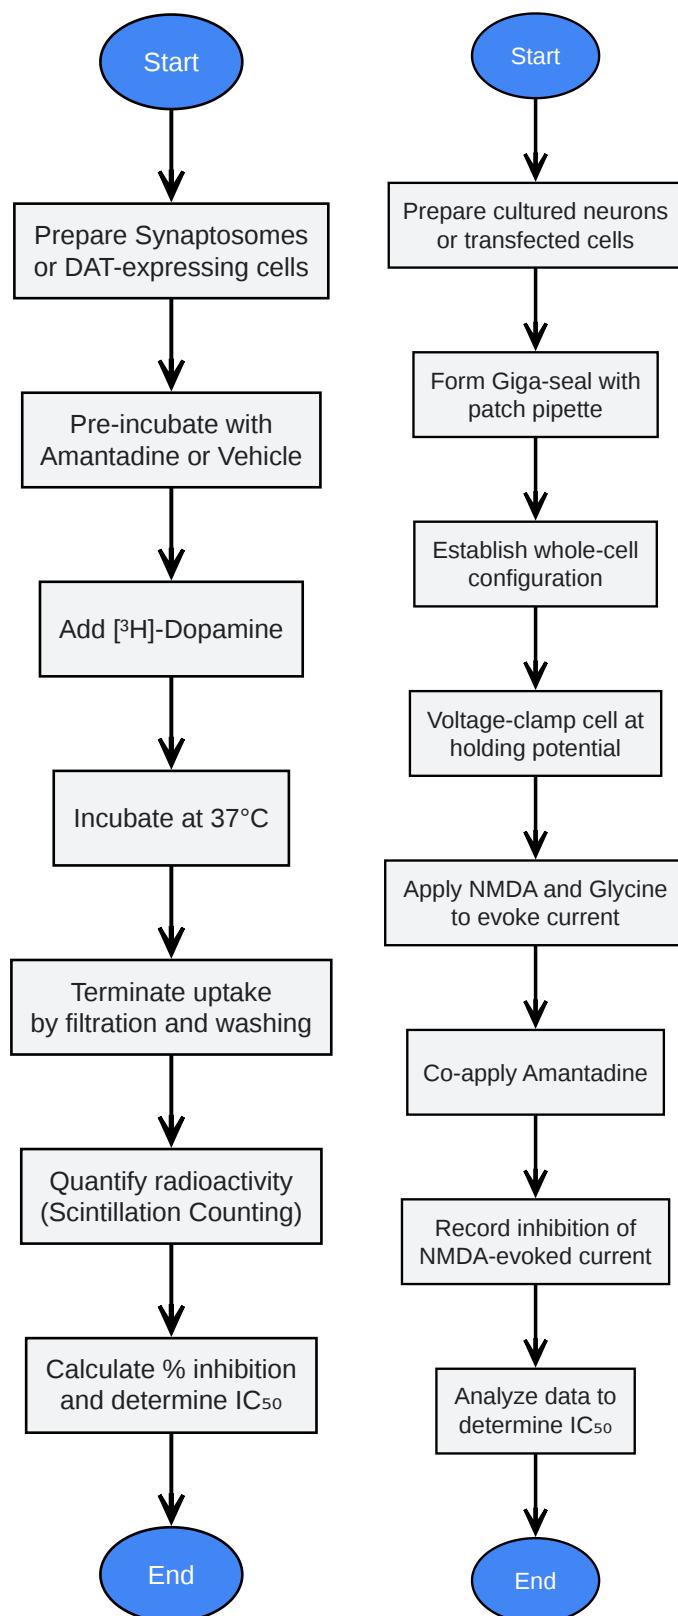 Start
Prepare Synaptosomes
or DAT-expressing cells
Pre-incubate with
Amantadine or Vehicle
Add [³H]-Dopamine
Incubate at 37°C
Terminate uptake
by filtration and washing
Quantify radioactivity
(Scintillation Counting)
Calculate % inhibition
and determine IC₅₀
End
Start
Prepare cultured neurons
or transfected cells
Form Giga-seal with
patch pipette
Establish whole-cell
configuration
Voltage-clamp cell at
holding potential
Apply NMDA and Glycine
to evoke current
Co-apply Amantadine
Record inhibition of
NMDA-evoked current
Analyze data to
determine IC₅₀
End